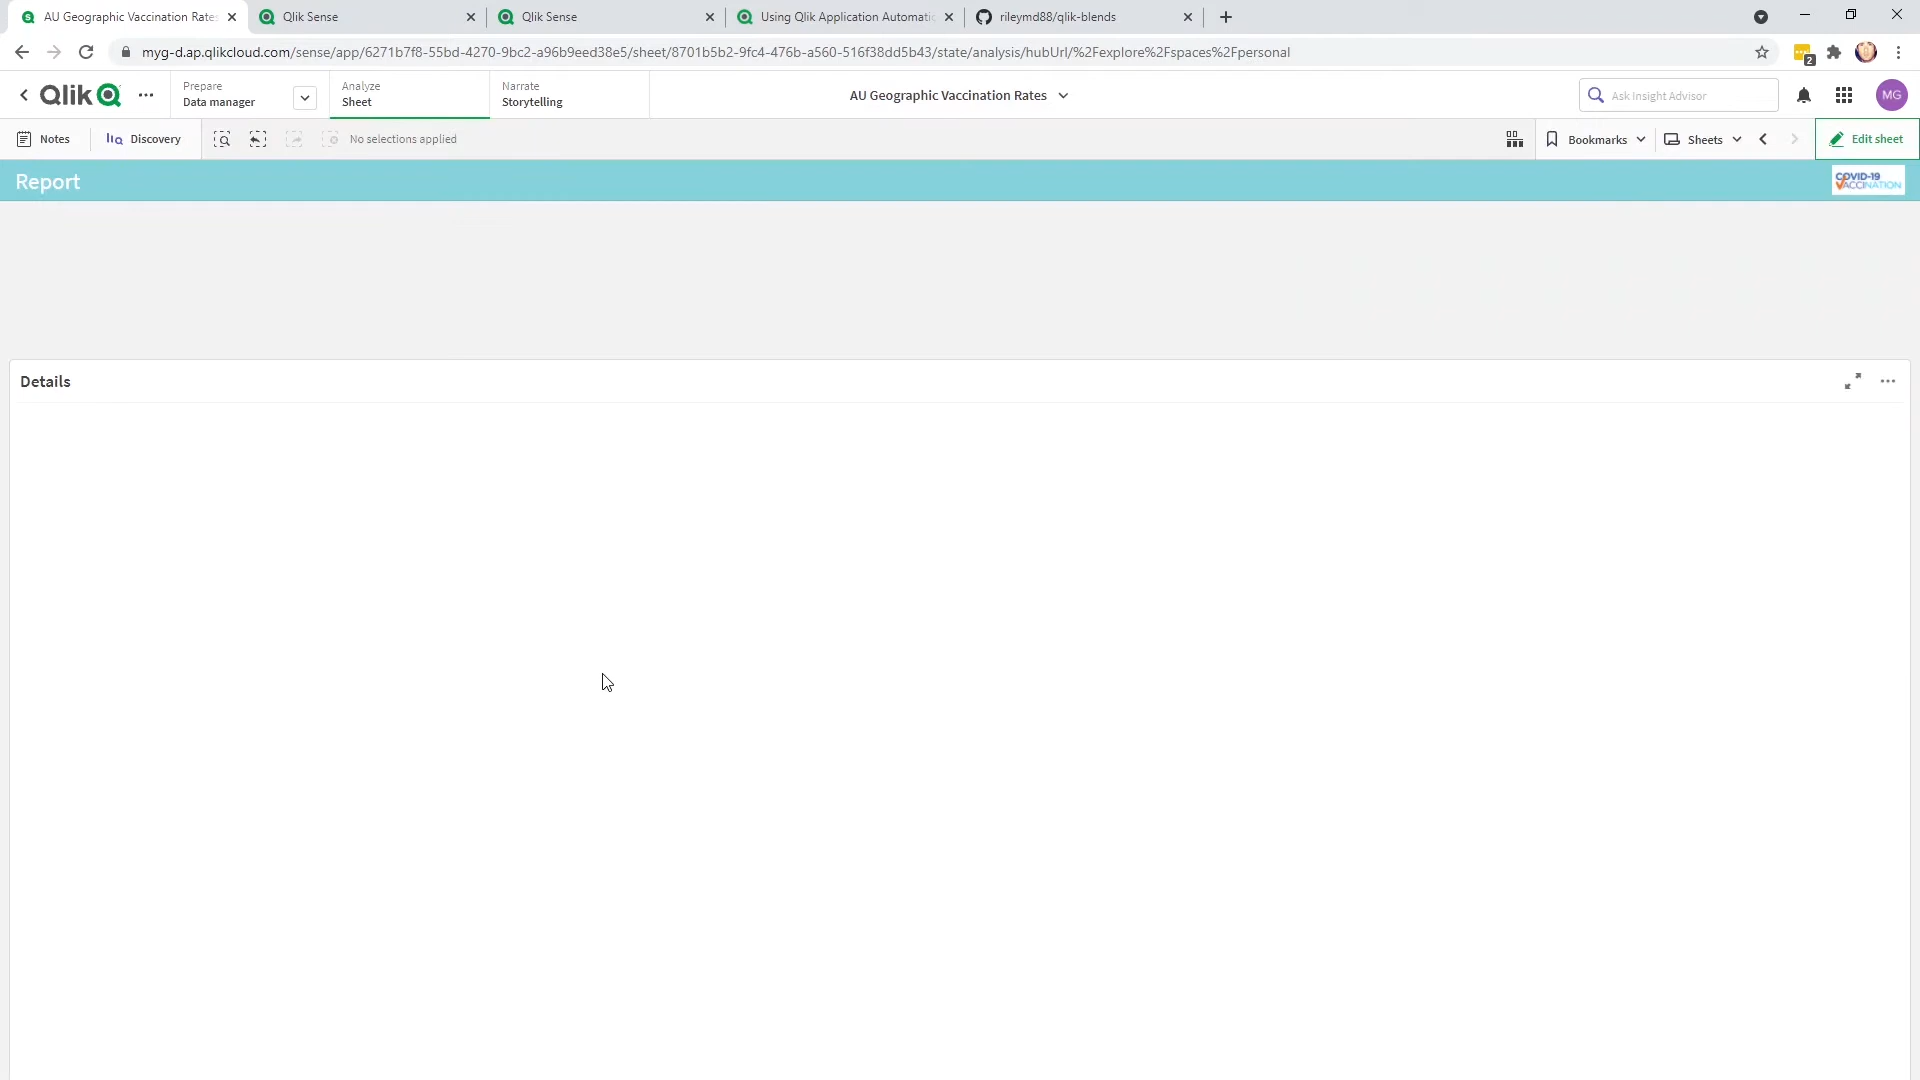 AU Geographic Vaccination Rates
Qlik Sense
Qlik Sense
Using Qlik Application Automatic
rileymd88/qlik-blends
myg-d.ap.qlikcloud.com/sense/app/6271b7f8-55bd-4270-9bc2-a96b9eed38e5/sheet/8701b5b2-9fc4-476b-a560-516f38dd5b43/state/analysis/hubUrl/%2Fexplore%2Fspaces%2Fpersonal
2
Qlik
Prepare
Data manager
Analyze
Sheet
Narrate
Storytelling
AU Geographic Vaccination Rates
Ask Insight Advisor
MG
Notes
Discovery
No selections applied
Bookmarks
Sheets
Edit sheet
Report
COVID-19
VACCINATION
Details